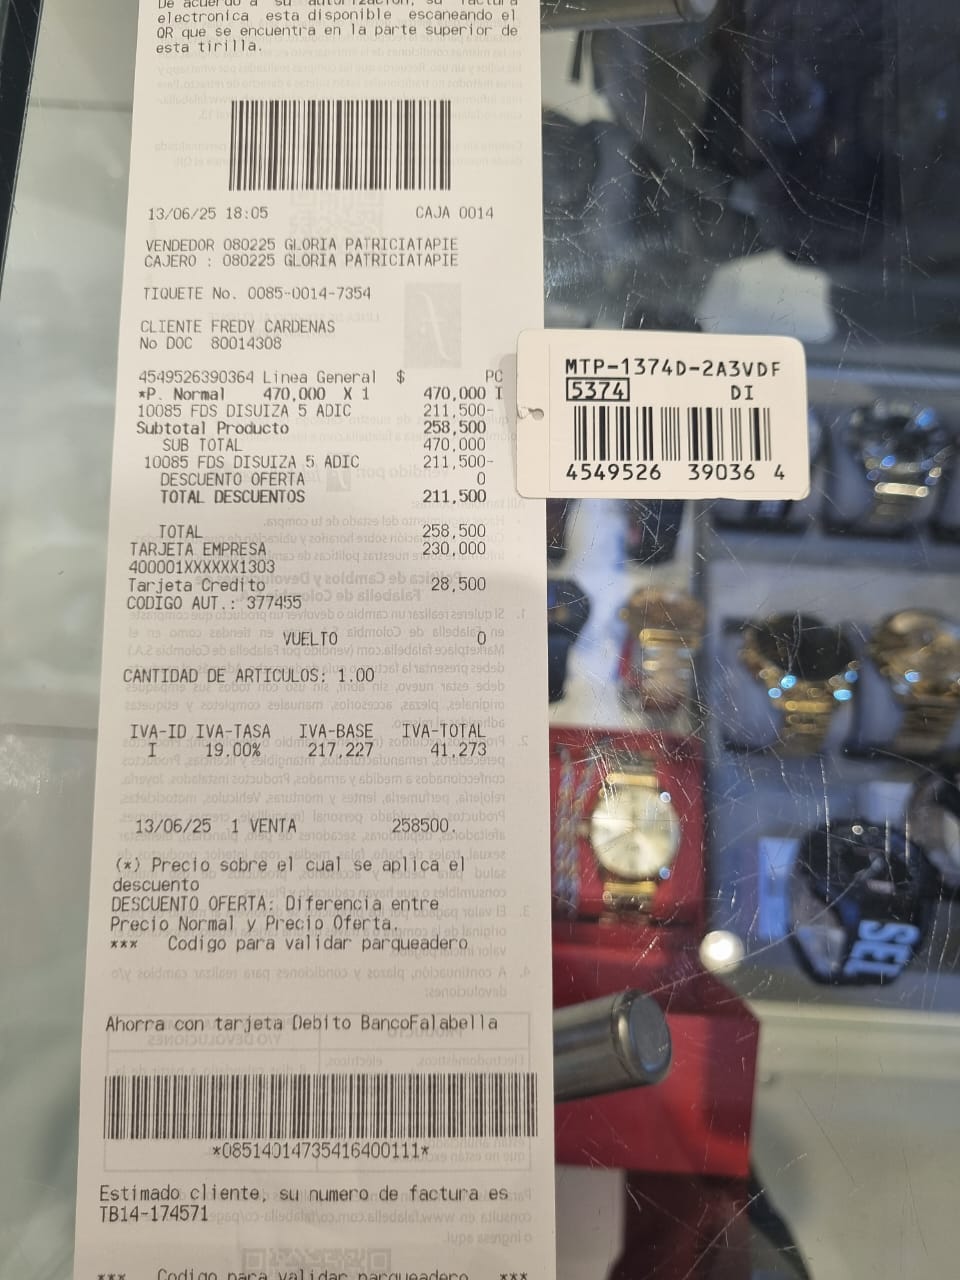 De acuerdo a su autorizacion, su factura
electronica esta disponible escaneando el
QR que se encuentra en la parte superior de
esta tirilla.
13/06/25 18:05 CAJA 0014
VENDEDOR 080225 GLORIA PATRICIATAPIE
CAJERO : 080225 GLORIA PATRICIATAPIE
TIQUETE No. 0085-0014-7354
CLIENTE FREDY CARDENAS
No DOC 80014308
4549526390364 Linea General $ PC
*P. Normal 470,000 X 1 470,000 I
10085 FDS DISUIZA 5 ADIC 211,500-
Subtotal Producto 258,500
SUB TOTAL 470,000
10085 FDS DISUIZA 5 ADIC 211,500-
DESCUENTO OFERTA 0
TOTAL DESCUENTOS 211,500
TOTAL 258,500
TARJETA EMPRESA 230,000
400001XXXXXX1303
Tarjeta Credito 28,500
CODIGO AUT.: 377455
VUELTO 0
CANTIDAD DE ARTICULOS: 1.00
IVA-ID IVA-TASA IVA-BASE IVA-TOTAL
I 19.00% 217,227 41,273
13/06/25 1 VENTA 258500.
(*) Precio sobre el cual se aplica el
descuento
DESCUENTO OFERTA: Diferencia entre
Precio Normal y Precio Oferta.
*** Codigo para validar parqueadero
Ahorra con tarjeta Debito BancoFalabella
*08514014735416400111*
Estimado cliente, su numero de factura es
TB14-174571
*** Codigo para validar parqueadero ***
MTP-1374D-2A3VDF
5374 DI
4549526 39036 4